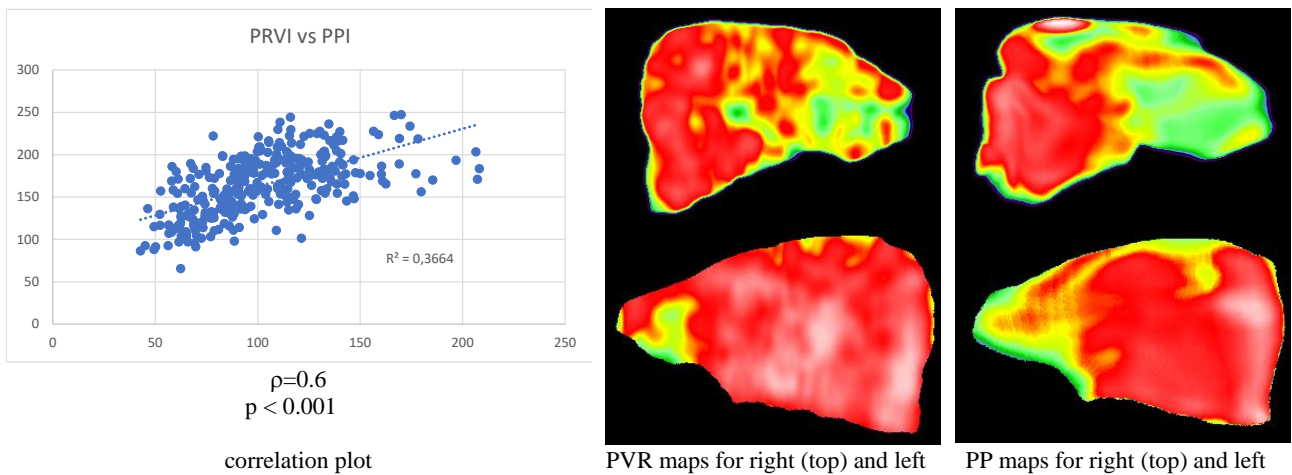 PRVI vs PPI
300
250
200
150
100
50
0
0 50 100 150 200 250
R² = 0,3664
ρ=0.6
p < 0.001
correlation plot
PVR maps for right (top) and left
PP maps for right (top) and left